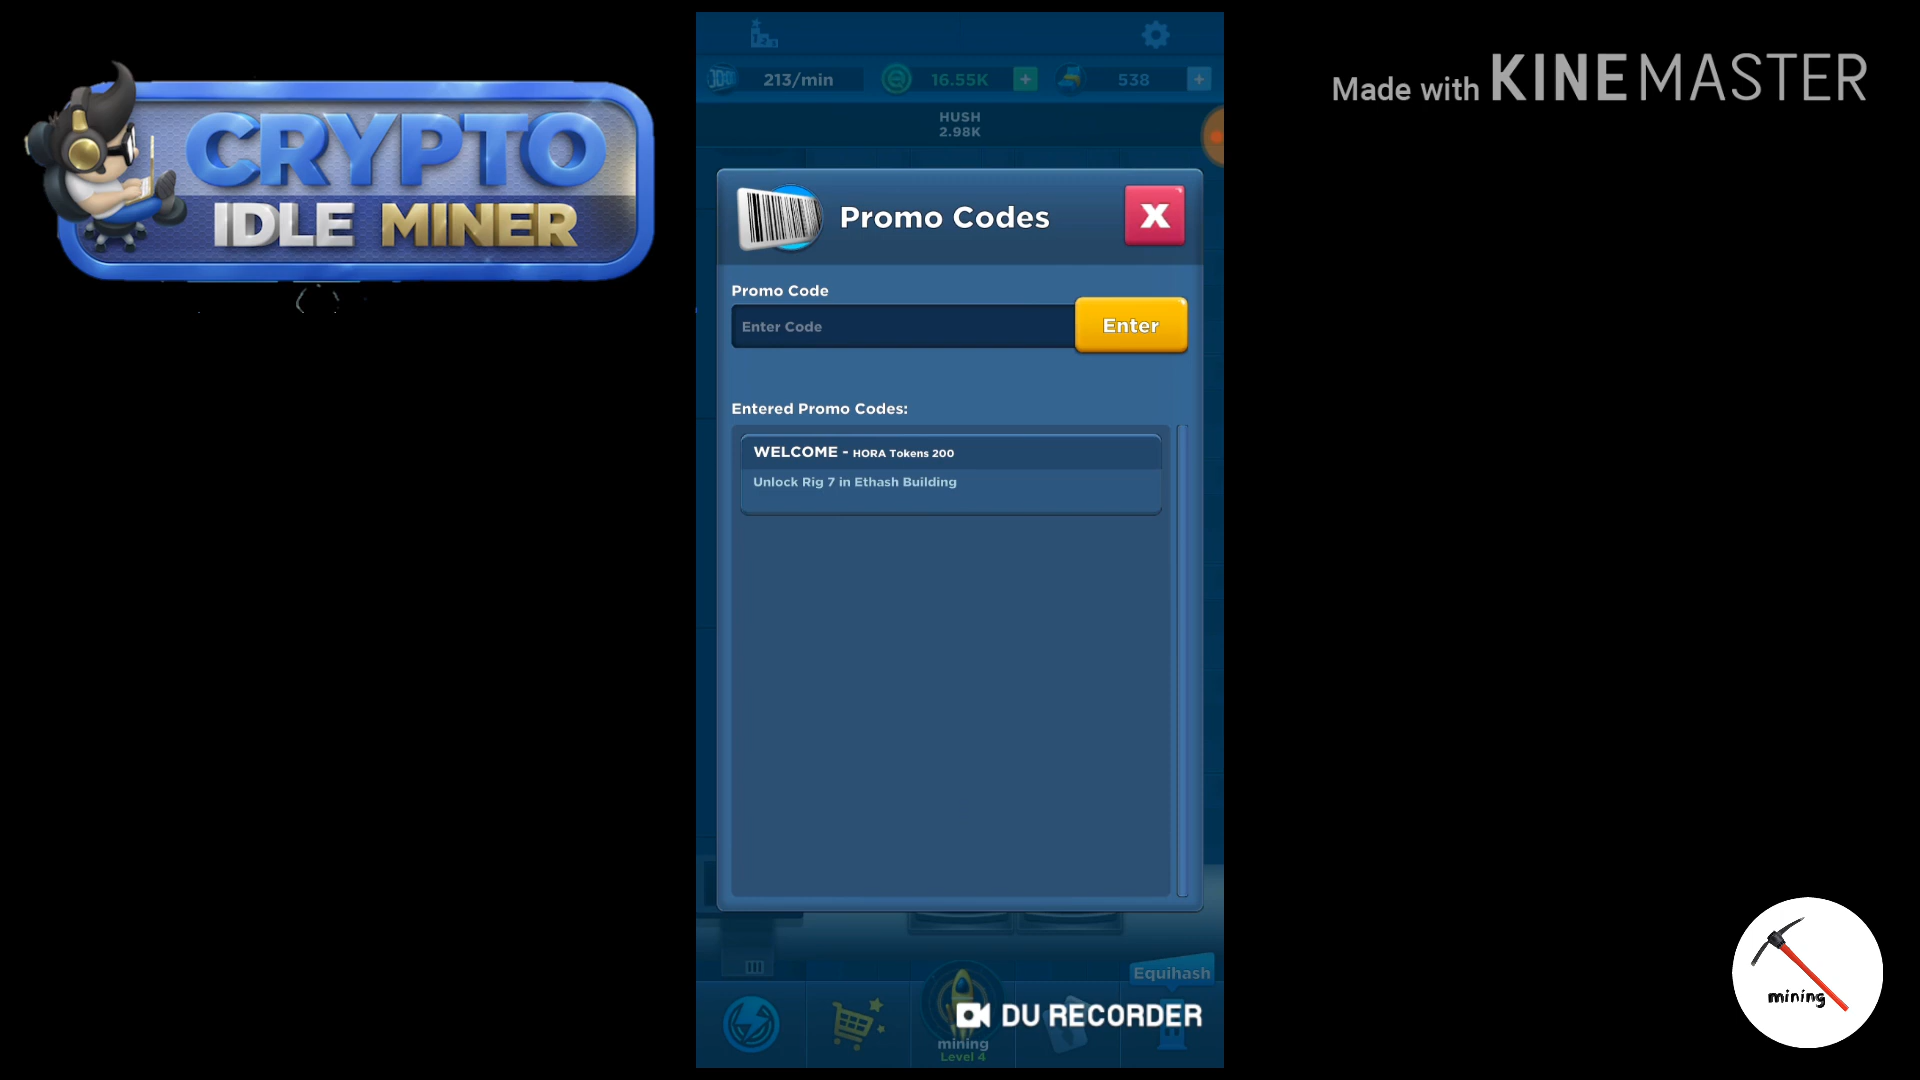 CRYPTO
IDLE MINER
Made with KINEMASTER
213/min
16.55K
538
HUSH
2.98K
Promo Codes
X
Promo Code
Enter Code
Enter
Entered Promo Codes:
WELCOME - HORA Tokens 200
Unlock Rig 7 in Ethash Building
Equihash
DU RECORDER
mining
Level 4
mining